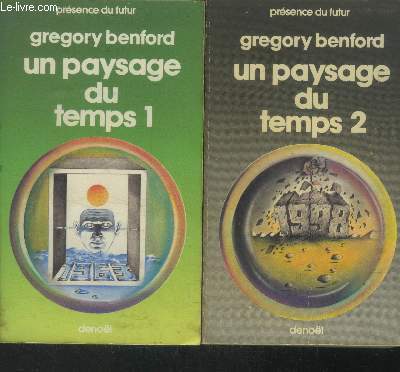 Le-livre.com
présence du futur
gregory benford
un paysage
du
temps 1
denoël
présence du futur
gregory benford
un paysage
du
temps 2
1998
denoël